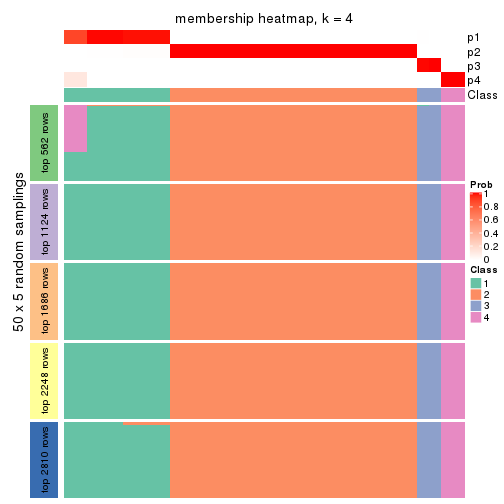 membership heatmap, k = 4
p1
p2
p3
p4
Class
50 x 5 random samplings
top 562 rows
top 1124 rows
top 1686 rows
top 2248 rows
top 2810 rows
Prob
1
0.8
0.6
0.4
0.2
0
Class
1
2
3
4